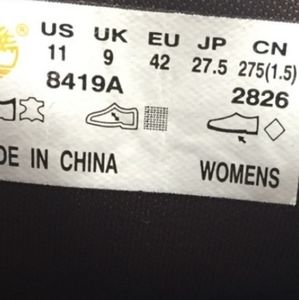 US UK EU JP CN
11 9 42 27.5 275(1.5)
8419A 2826
DE IN CHINA WOMENS